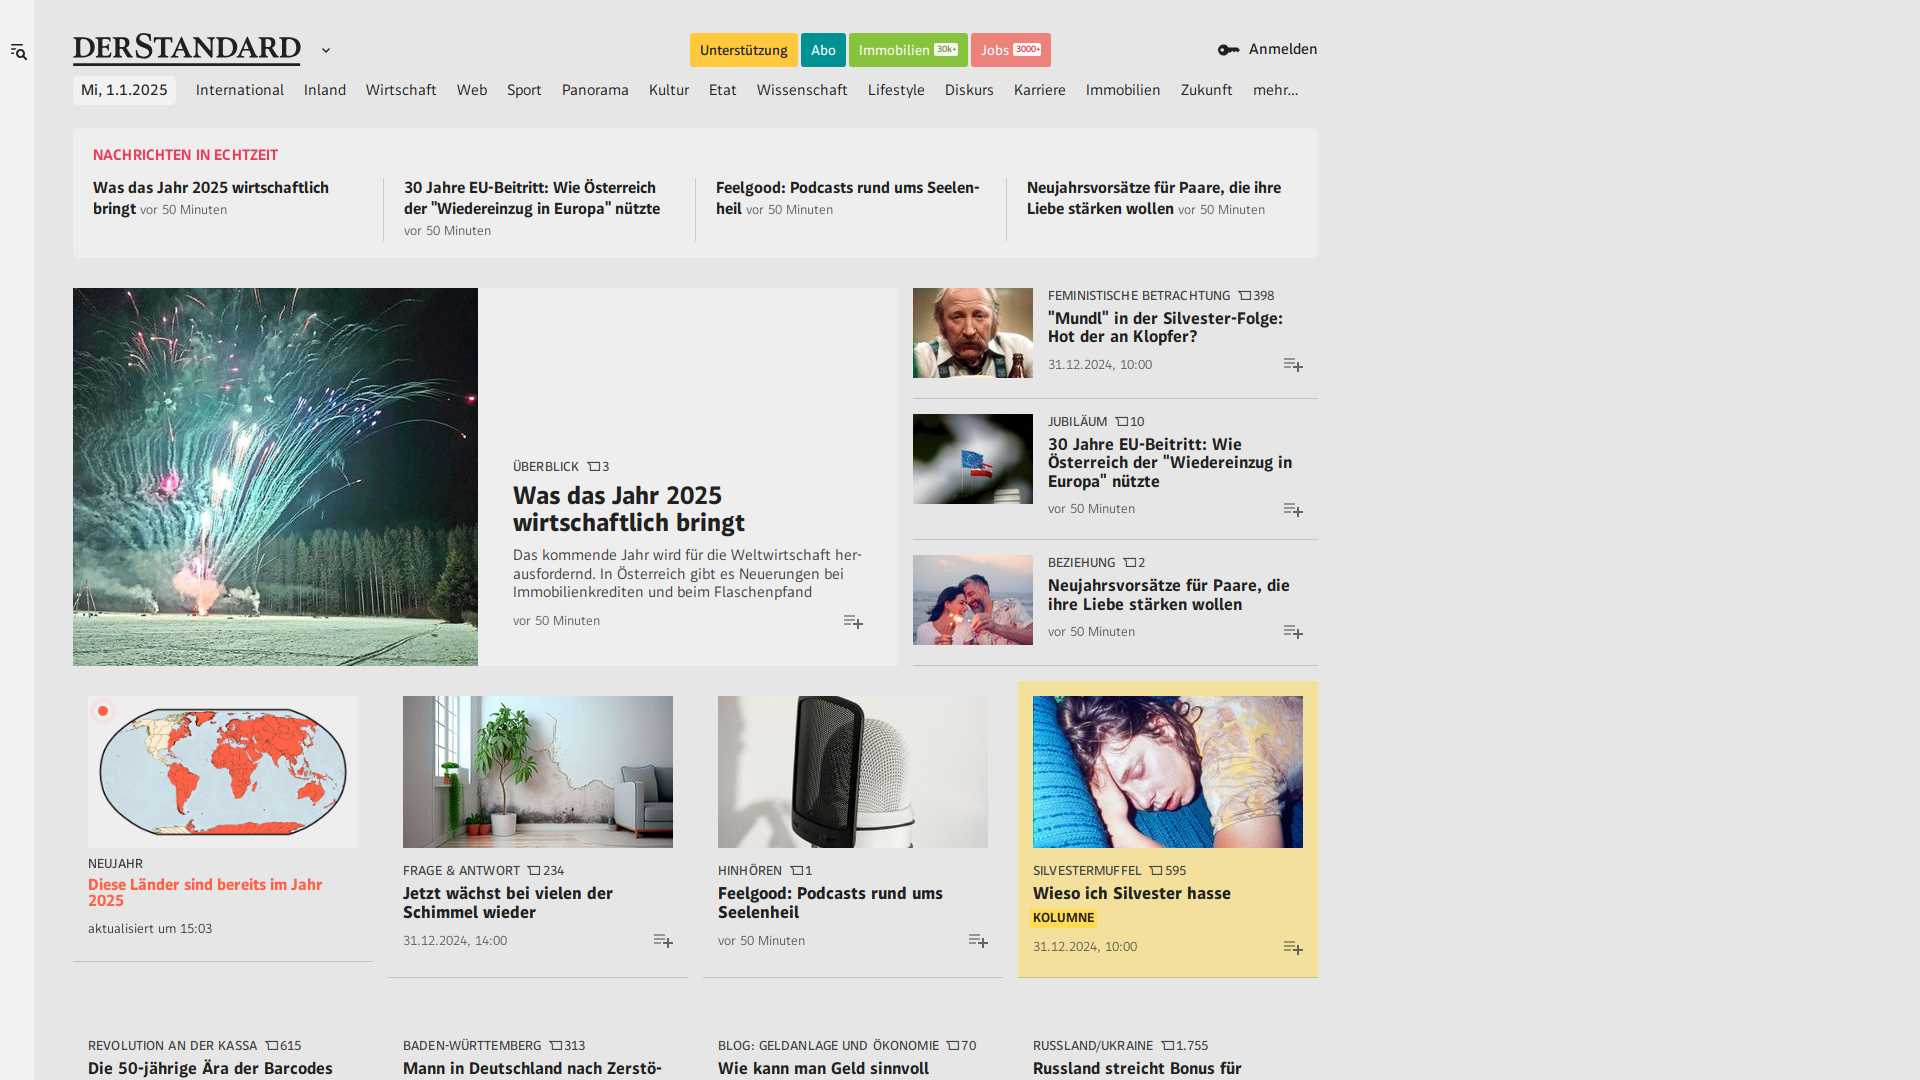 DERSTANDARD
Unterstützung
Abo
Immobilien 30k+
Jobs 3000+
Anmelden
Mi, 1.1.2025
International
Inland
Wirtschaft
Web
Sport
Panorama
Kultur
Etat
Wissenschaft
Lifestyle
Diskurs
Karriere
Immobilien
Zukunft
mehr…
NACHRICHTEN IN ECHTZEIT
Was das Jahr 2025 wirtschaftlich
bringt vor 50 Minuten
30 Jahre EU-Beitritt: Wie Österreich
der "Wiedereinzug in Europa" nützte
vor 50 Minuten
Feelgood: Podcasts rund ums Seelen-
heil vor 50 Minuten
Neujahrsvorsätze für Paare, die ihre
Liebe stärken wollen vor 50 Minuten
ÜBERBLICK 3
Was das Jahr 2025
wirtschaftlich bringt
Das kommende Jahr wird für die Weltwirtschaft her-
ausfordernd. In Österreich gibt es Neuerungen bei
Immobilienkrediten und beim Flaschenpfand
vor 50 Minuten
FEMINISTISCHE BETRACHTUNG 398
"Mundl" in der Silvester-Folge:
Hot der an Klopfer?
31.12.2024, 10:00
JUBILÄUM 10
30 Jahre EU-Beitritt: Wie
Österreich der "Wiedereinzug in
Europa" nützte
vor 50 Minuten
BEZIEHUNG 2
Neujahrsvorsätze für Paare, die
ihre Liebe stärken wollen
vor 50 Minuten
NEUJAHR
Diese Länder sind bereits im Jahr
2025
aktualisiert um 15:03
FRAGE & ANTWORT 234
Jetzt wächst bei vielen der
Schimmel wieder
31.12.2024, 14:00
HINHÖREN 1
Feelgood: Podcasts rund ums
Seelenheil
vor 50 Minuten
SILVESTERMUFFEL 595
Wieso ich Silvester hasse
KOLUMNE
31.12.2024, 10:00
REVOLUTION AN DER KASSA 615
Die 50-jährige Ära der Barcodes
BADEN-WÜRTTEMBERG 313
Mann in Deutschland nach Zerstö-
BLOG: GELDANLAGE UND ÖKONOMIE 70
Wie kann man Geld sinnvoll
RUSSLAND/UKRAINE 1.755
Russland streicht Bonus für